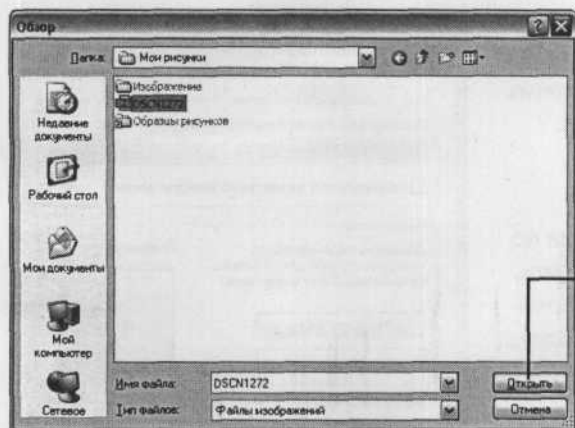 Обзор
Папка: Мои рисунки
Изображение
DSCN1272
Образцы рисунков
Недавние
документы
Рабочий стол
Мои документы
Мой
компьютер
Сетевое
Имя файла: DSCN1272 Открыть
Тип файлов: Файлы изображений Отмена